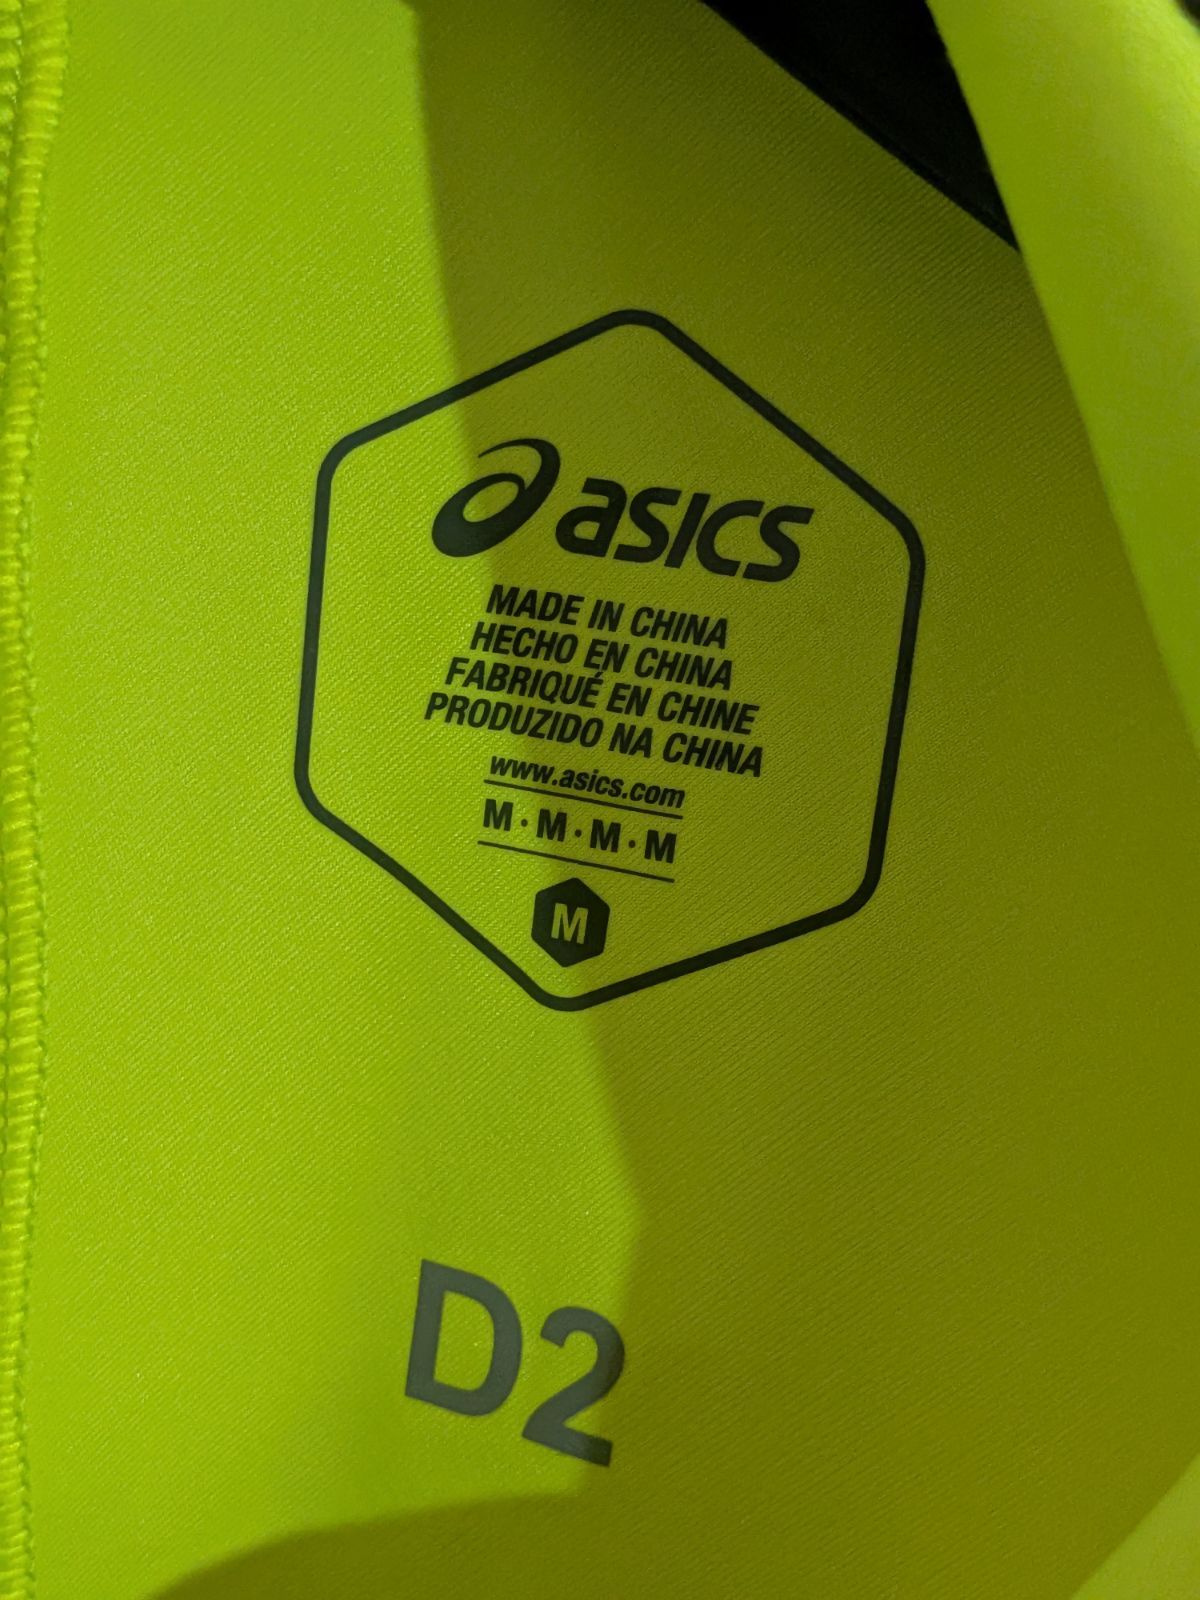 asics
MADE IN CHINA
HECHO EN CHINA
FABRIQUÉ EN CHINE
PRODUZIDO NA CHINA
www.asics.com
M · M · M · M
M
D2